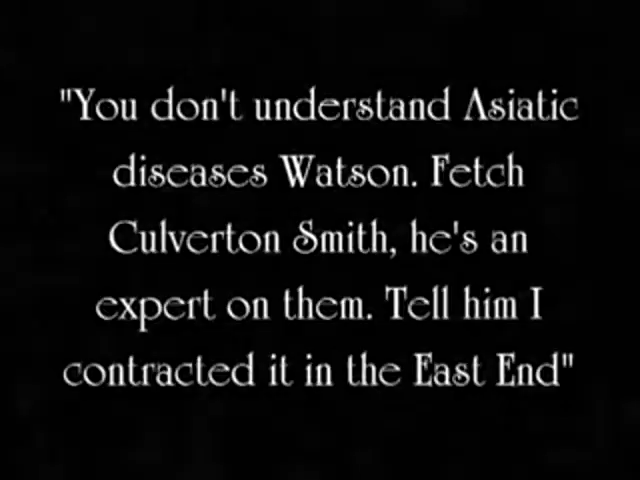 "You don't understand Asiatic
diseases Watson. Fetch
Culverton Smith, he's an
expert on them. Tell him I
contracted it in the East End"